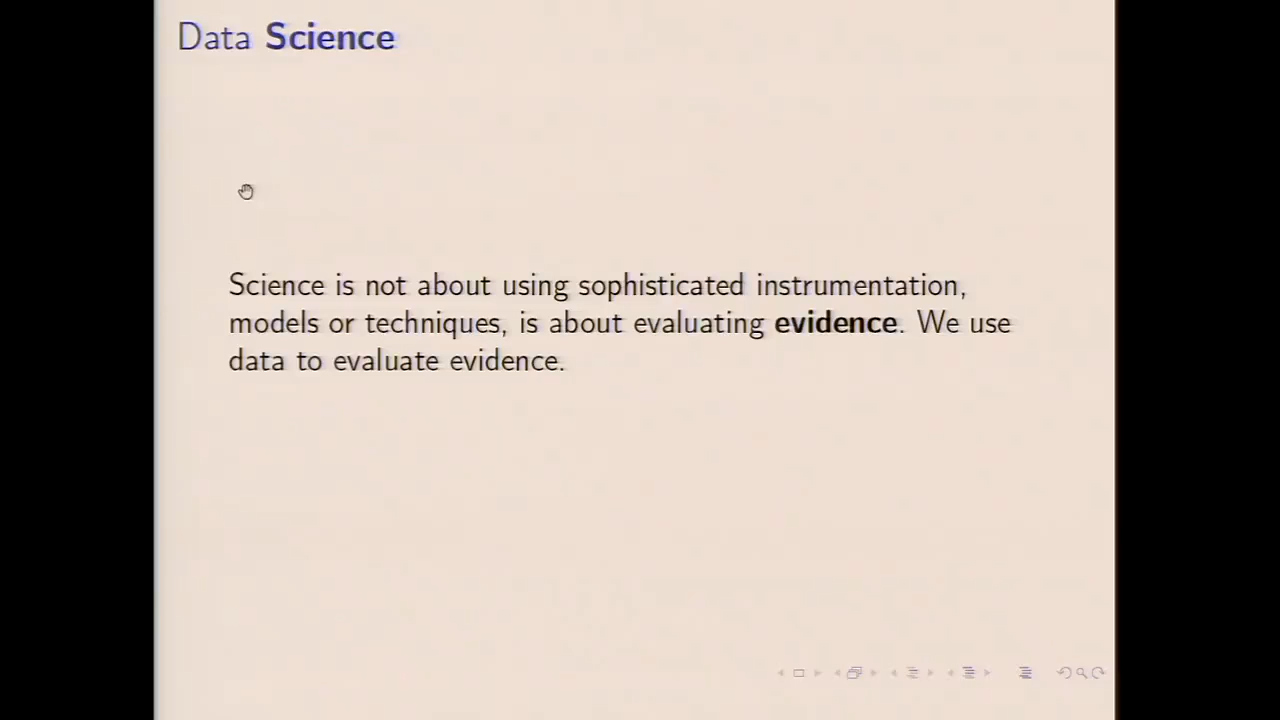 Data Science
Science is not about using sophisticated instrumentation,
models or techniques, is about evaluating evidence. We use
data to evaluate evidence.